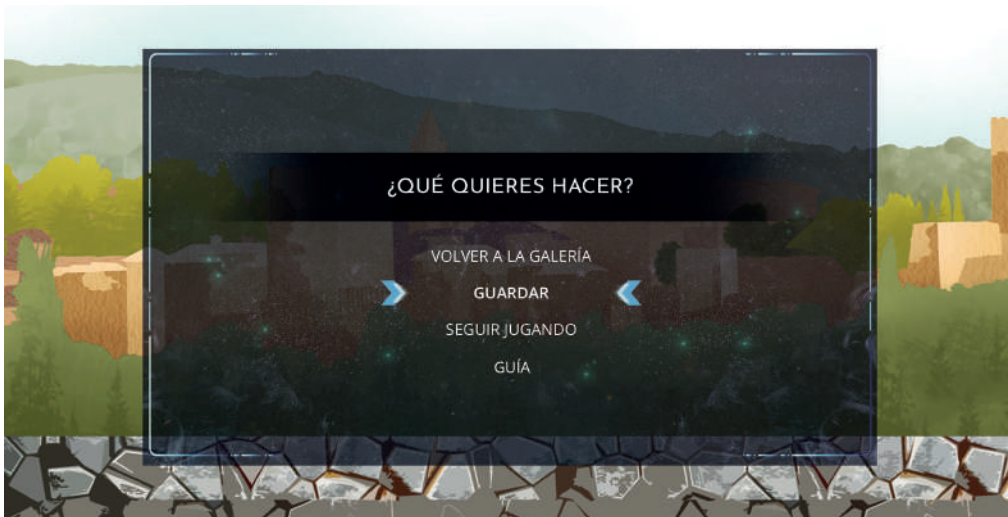 ¿QUÉ QUIERES HACER?
VOLVER A LA GALERÍA
GUARDAR
SEGUIR JUGANDO
GUÍA